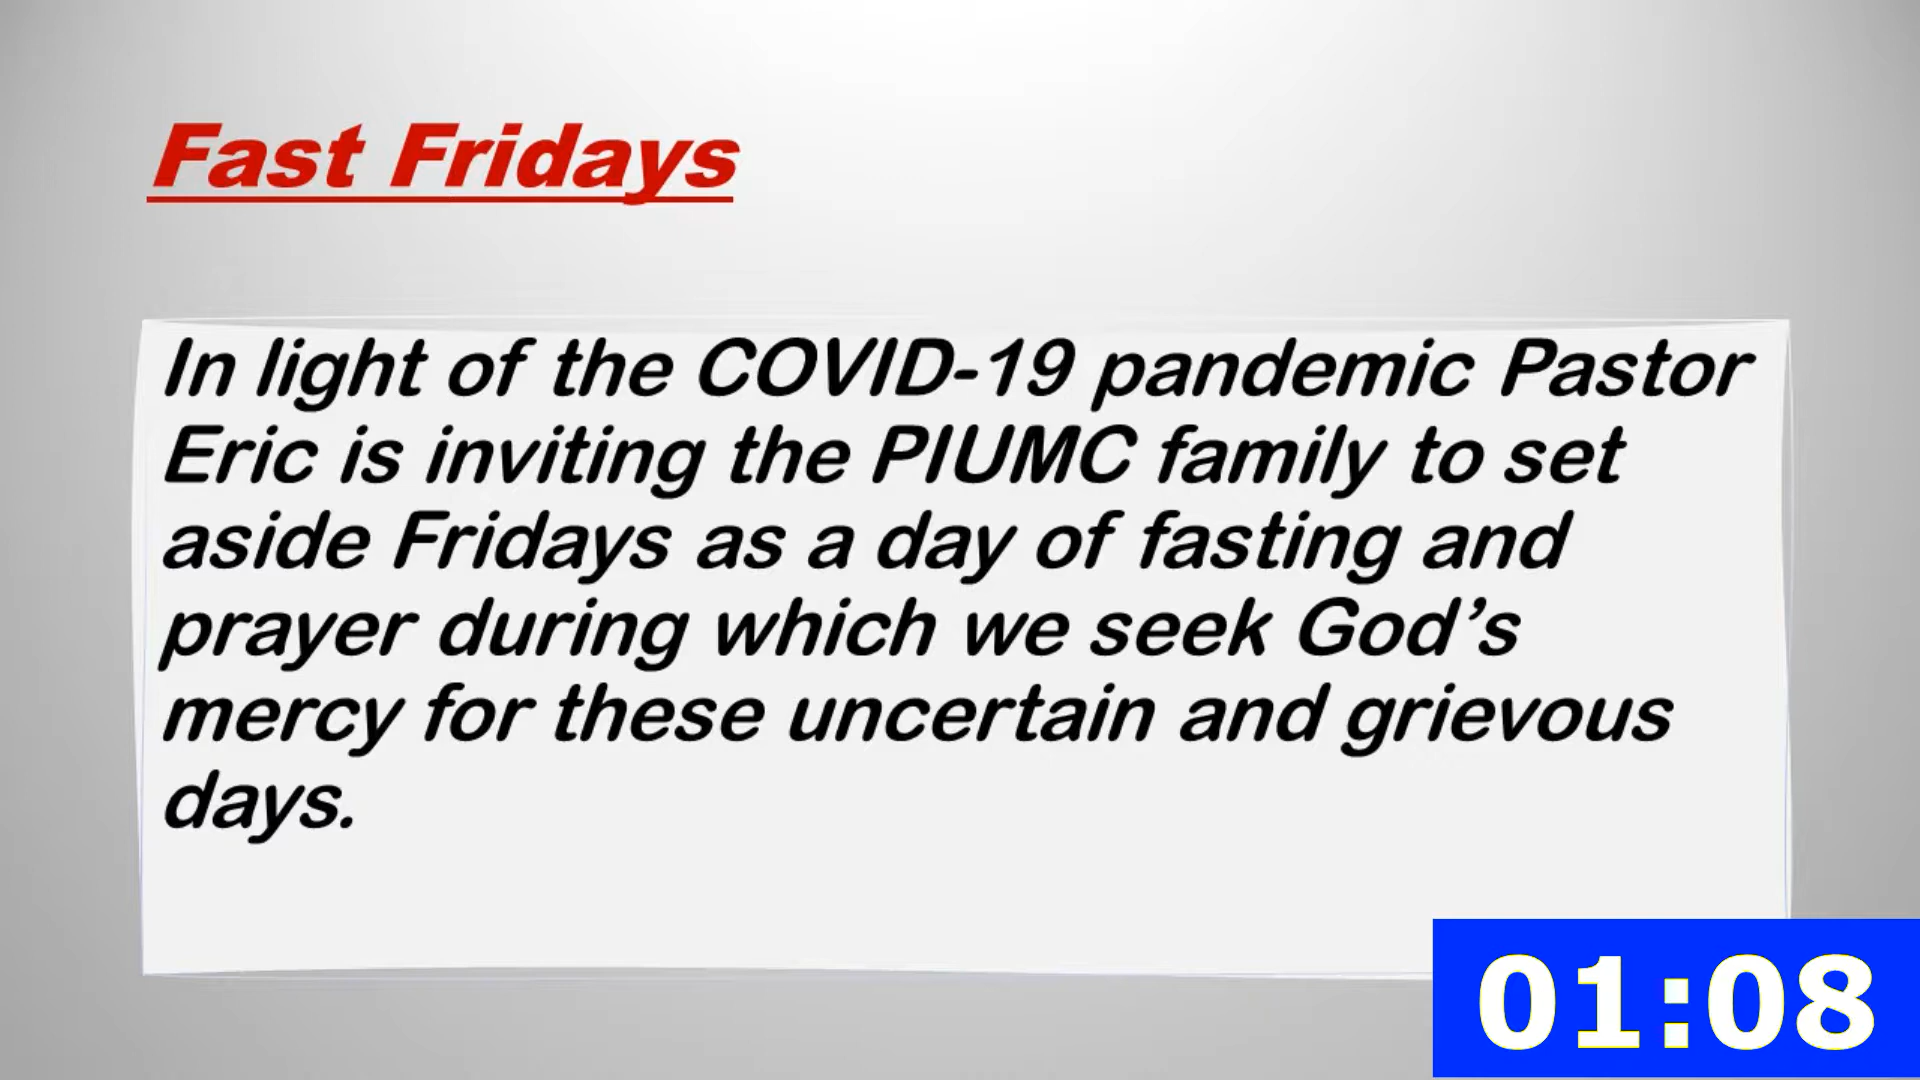 Fast Fridays
In light of the COVID-19 pandemic Pastor
Eric is inviting the PIUMC family to set
aside Fridays as a day of fasting and
prayer during which we seek God’s
mercy for these uncertain and grievous
days.
01:08